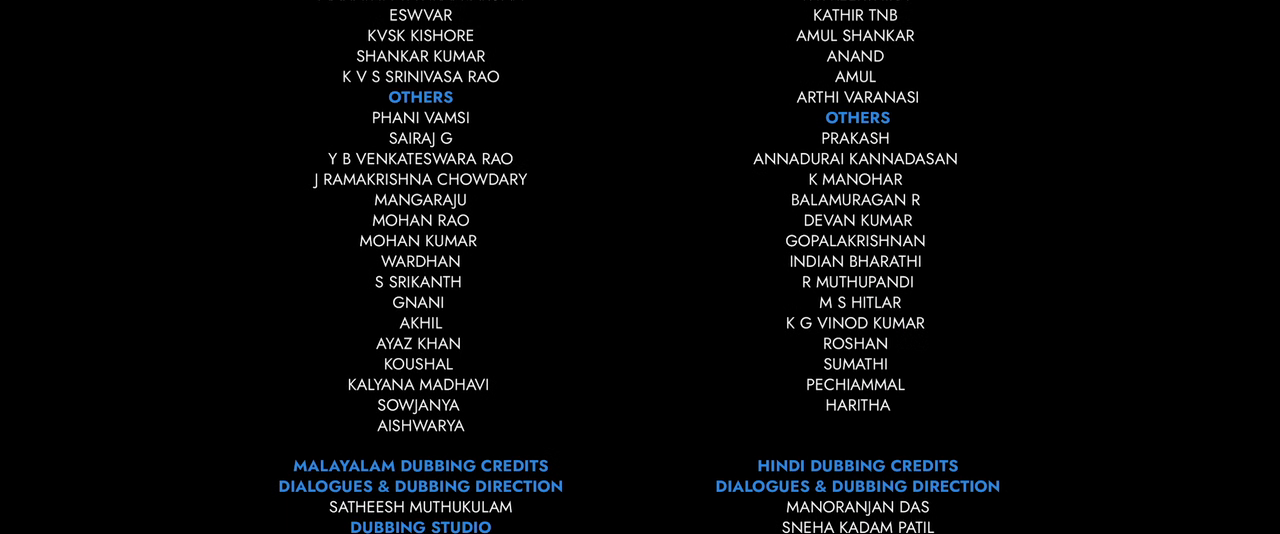 ESWVAR
KVSK KISHORE
SHANKAR KUMAR
K V S SRINIVASA RAO
OTHERS
PHANI VAMSI
SAIRAJ G
Y B VENKATESWARA RAO
J RAMAKRISHNA CHOWDARY
MANGARAJU
MOHAN RAO
MOHAN KUMAR
WARDHAN
S SRIKANTH
GNANI
AKHIL
AYAZ KHAN
KOUSHAL
KALYANA MADHAVI
SOWJANYA
AISHWARYA
MALAYALAM DUBBING CREDITS
DIALOGUES & DUBBING DIRECTION
SATHEESH MUTHUKULAM
DUBBING STUDIO
KATHIR TNB
AMUL SHANKAR
ANAND
AMUL
ARTHI VARANASI
OTHERS
PRAKASH
ANNADURAI KANNADASAN
K MANOHAR
BALAMURAGAN R
DEVAN KUMAR
GOPALAKRISHNAN
INDIAN BHARATHI
R MUTHUPANDI
M S HITLAR
K G VINOD KUMAR
ROSHAN
SUMATHI
PECHIAMMAL
HARITHA
HINDI DUBBING CREDITS
DIALOGUES & DUBBING DIRECTION
MANORANJAN DAS
SNEHA KADAM PATIL